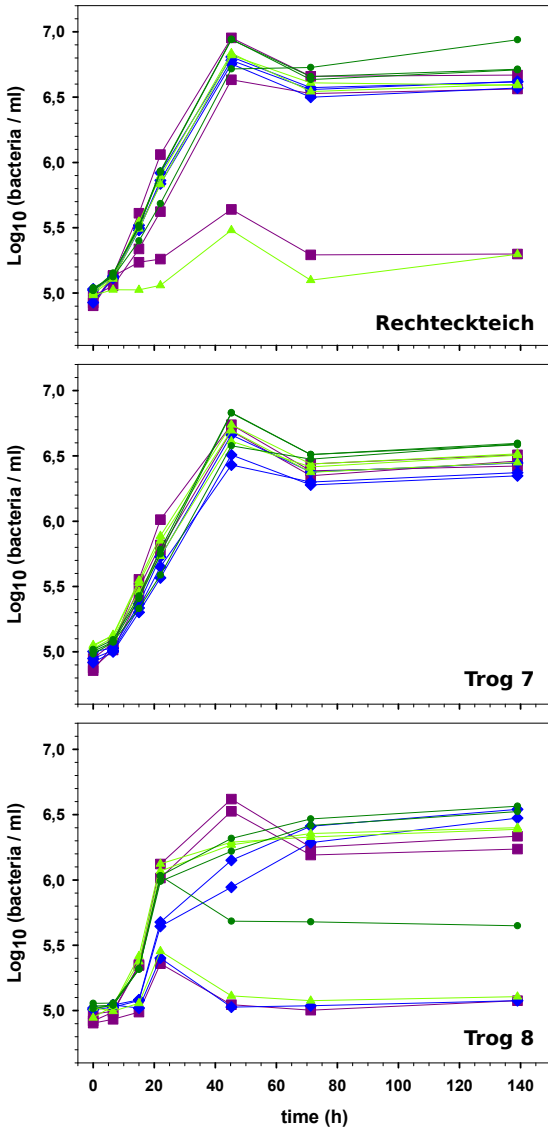 7,0
6,5
6,0
5,5
5,0
Log10 (bacteria / ml)
Rechteckteich
7,0
6,5
6,0
5,5
5,0
Log10 (bacteria / ml)
Trog 7
7,0
6,5
6,0
5,5
5,0
Log10 (bacteria / ml)
Trog 8
0 20 40 60 80 100 120 140
time (h)